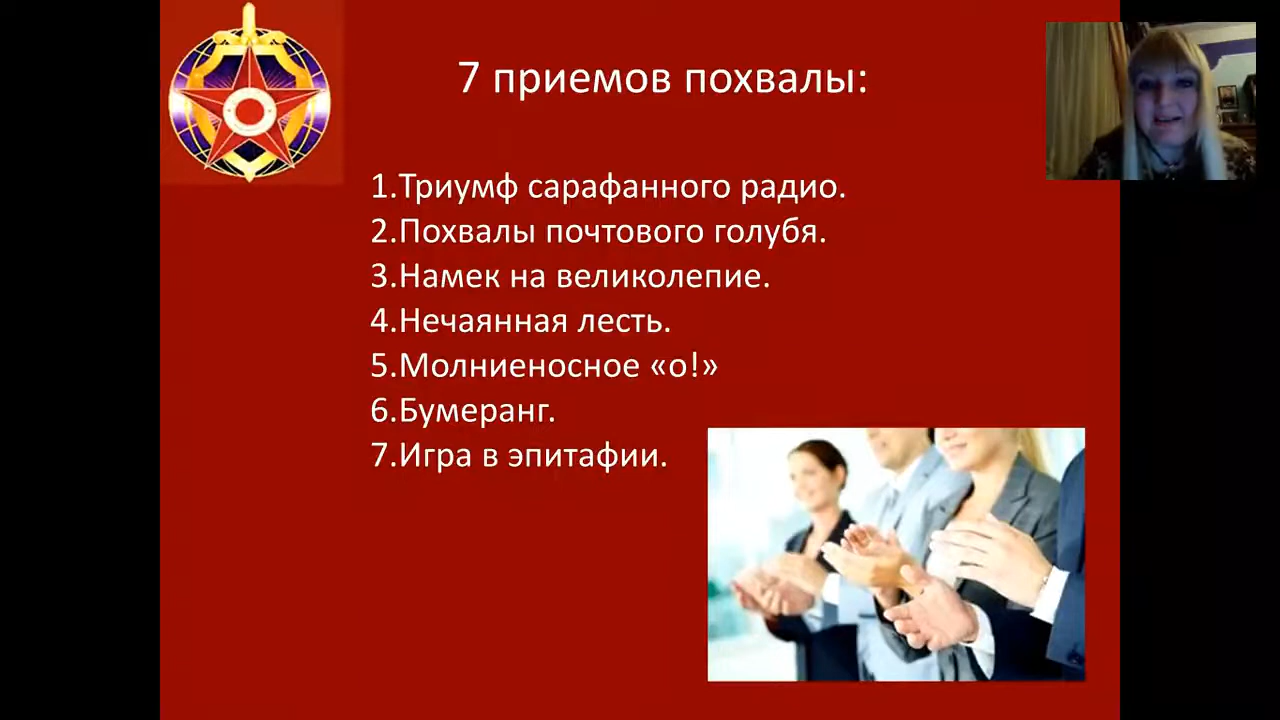 7 приемов похвалы:
1.Триумф сарафанного радио.
2.Похвалы почтового голубя.
3.Намек на великолепие.
4.Нечаянная лесть.
5.Молниеносное «о!»
6.Бумеранг.
7.Игра в эпитафии.